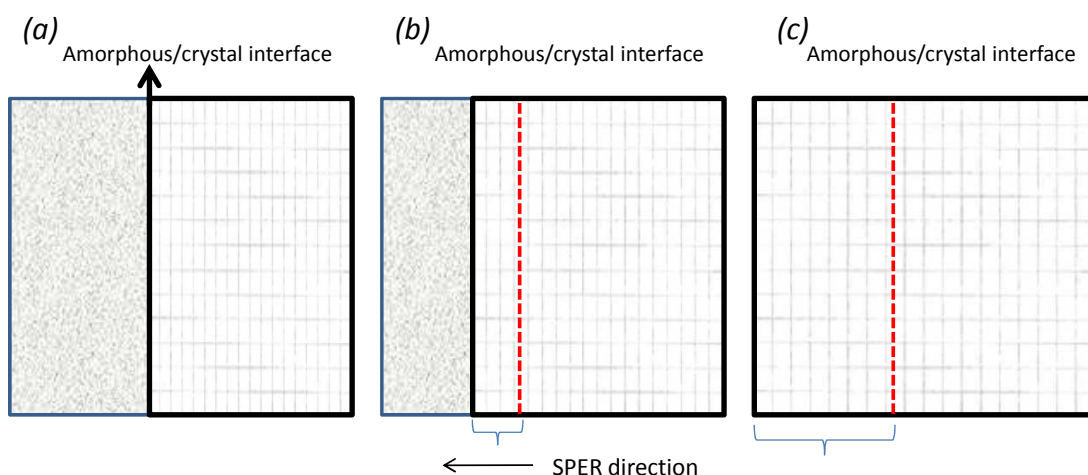 (a)
Amorphous/crystal interface
(b)
Amorphous/crystal interface
(c)
Amorphous/crystal interface
SPER direction